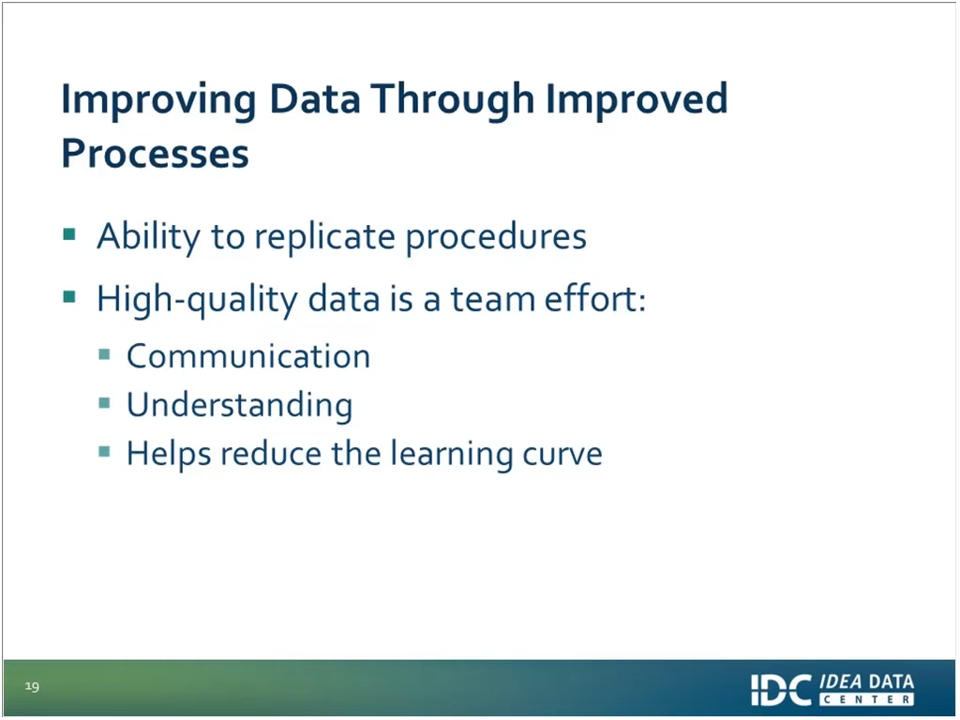 Improving Data Through Improved
Processes
Ability to replicate procedures
High-quality data is a team effort:
Communication
Understanding
Helps reduce the learning curve
19
IDC IDEA DATA
CENTER